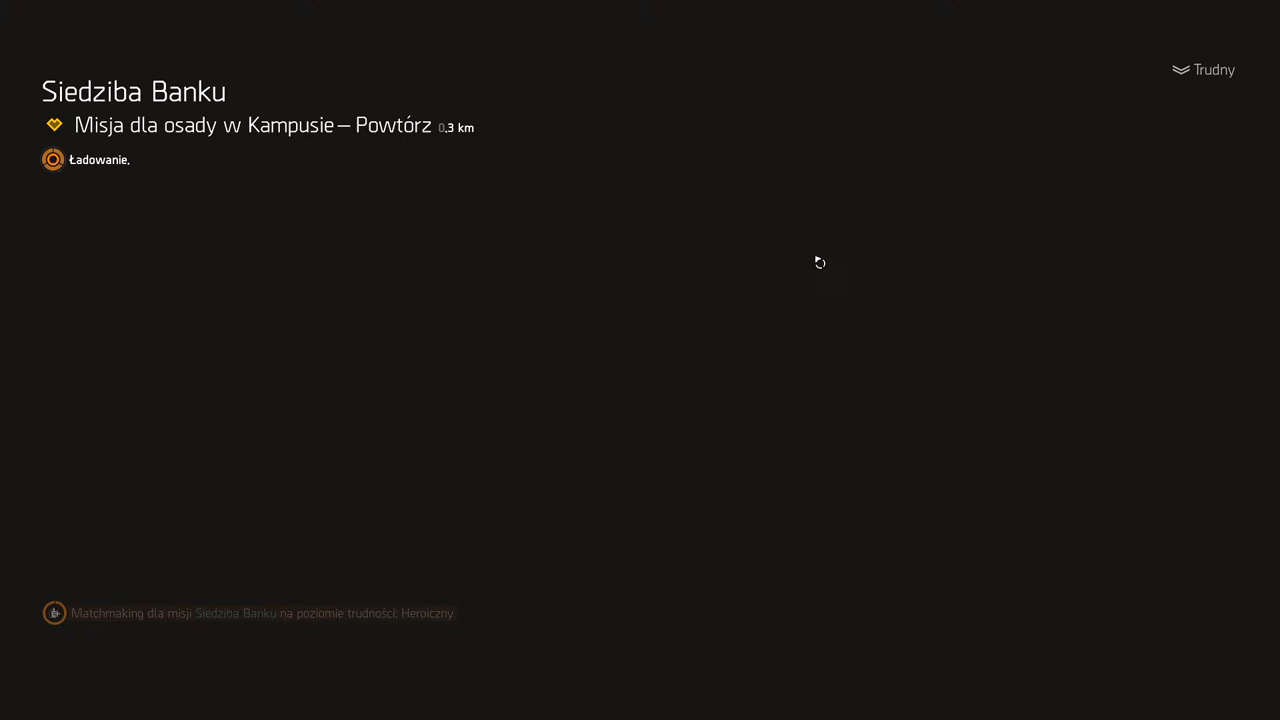 Trudny
Siedziba Banku
Misja dla osady w Kampusie – Powtórz 0.3 km
Ładowanie.
Matchmaking dla misji Siedziba Banku na poziomie trudności: Heroiczny